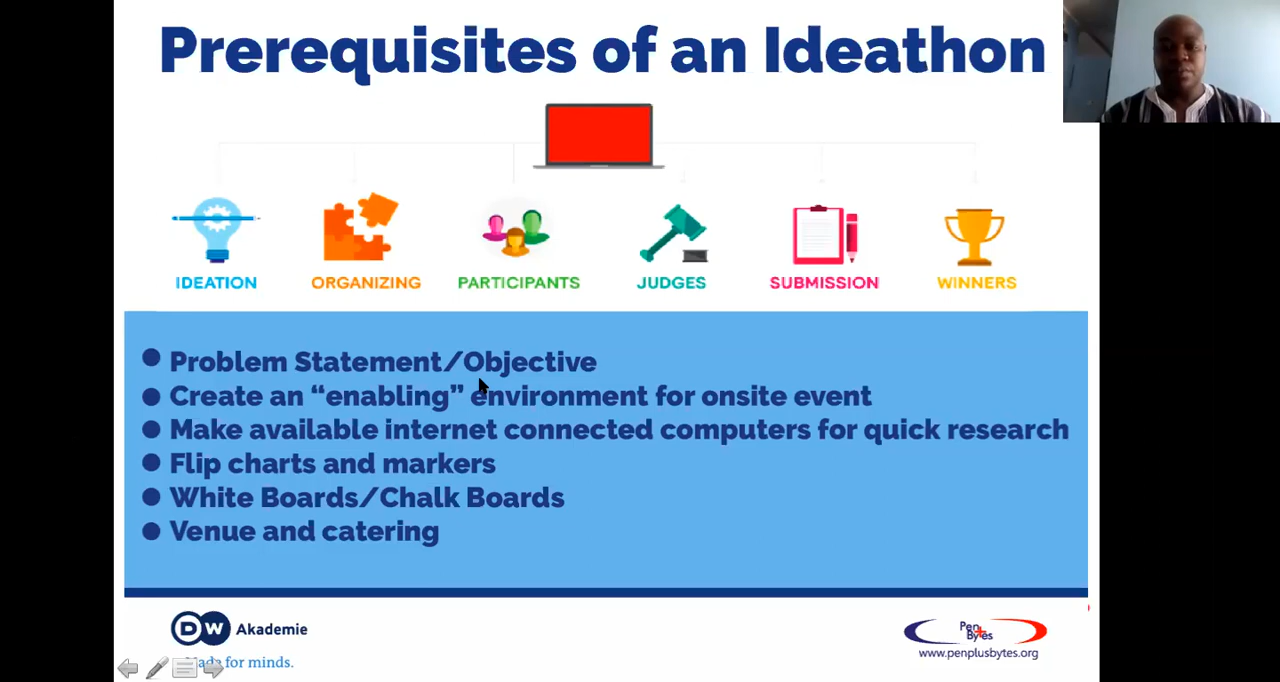 Prerequisites of an Ideathon
IDEATION
ORGANIZING
PARTICIPANTS
JUDGES
SUBMISSION
WINNERS
Problem Statement/Objective
Create an “enabling” environment for onsite event
Make available internet connected computers for quick research
Flip charts and markers
White Boards/Chalk Boards
Venue and catering
DW Akademie
Made for minds.
Pen
Bytes
www.penplusbytes.org